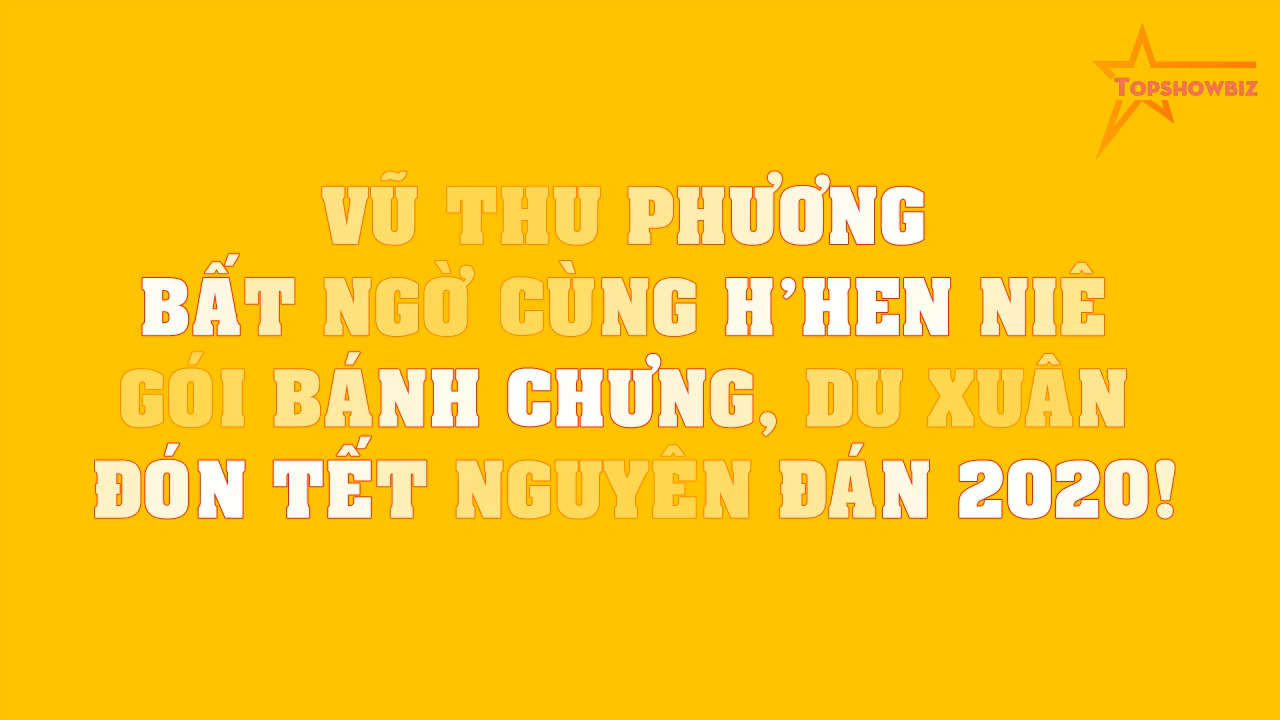 TOPSHOWBIZ
VŨ THU PHƯƠNG
BẤT NGỜ CÙNG H'HEN NIÊ
GÓI BÁNH CHƯNG, DU XUÂN
ĐÓN TẾT NGUYÊN ĐÁN 2020!